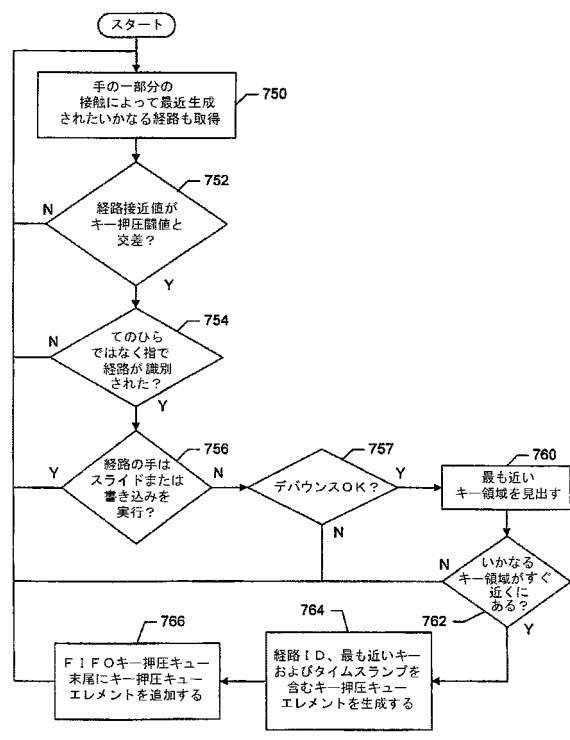 スタート
手の一部分の
接触によって最近生成
されたいかなる経路も取得
750
752
経路接近値が
キー押圧閾値と
交差？
N
Y
754
てのひら
ではなく指で
経路が識別
された？
N
Y
756
経路の手は
スライドまたは
書き込みを
実行？
Y
N
757
デバウンスＯＫ？
Y
N
760
最も近い
キー領域を見出す
いかなる
キー領域がすぐ
近くに
ある？
762
N
Y
764
経路ＩＤ、最も近いキー
およびタイムスランプを
含むキー押圧キュー
エレメントを生成する
766
ＦＩＦＯキー押圧キュー
末尾にキー押圧キュー
エレメントを追加する